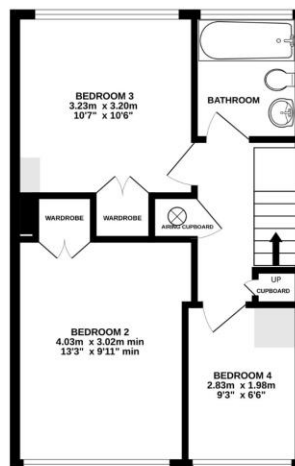 BEDROOM 3
3.23m x 3.20m
10'7" x 10'6"
BATHROOM
WARDROBE
WARDROBE
AIRING CUPBOARD
UP
CUPBOARD
BEDROOM 2
4.03m x 3.02m min
13'3" x 9'11" min
BEDROOM 4
2.83m x 1.98m
9'3" x 6'6"